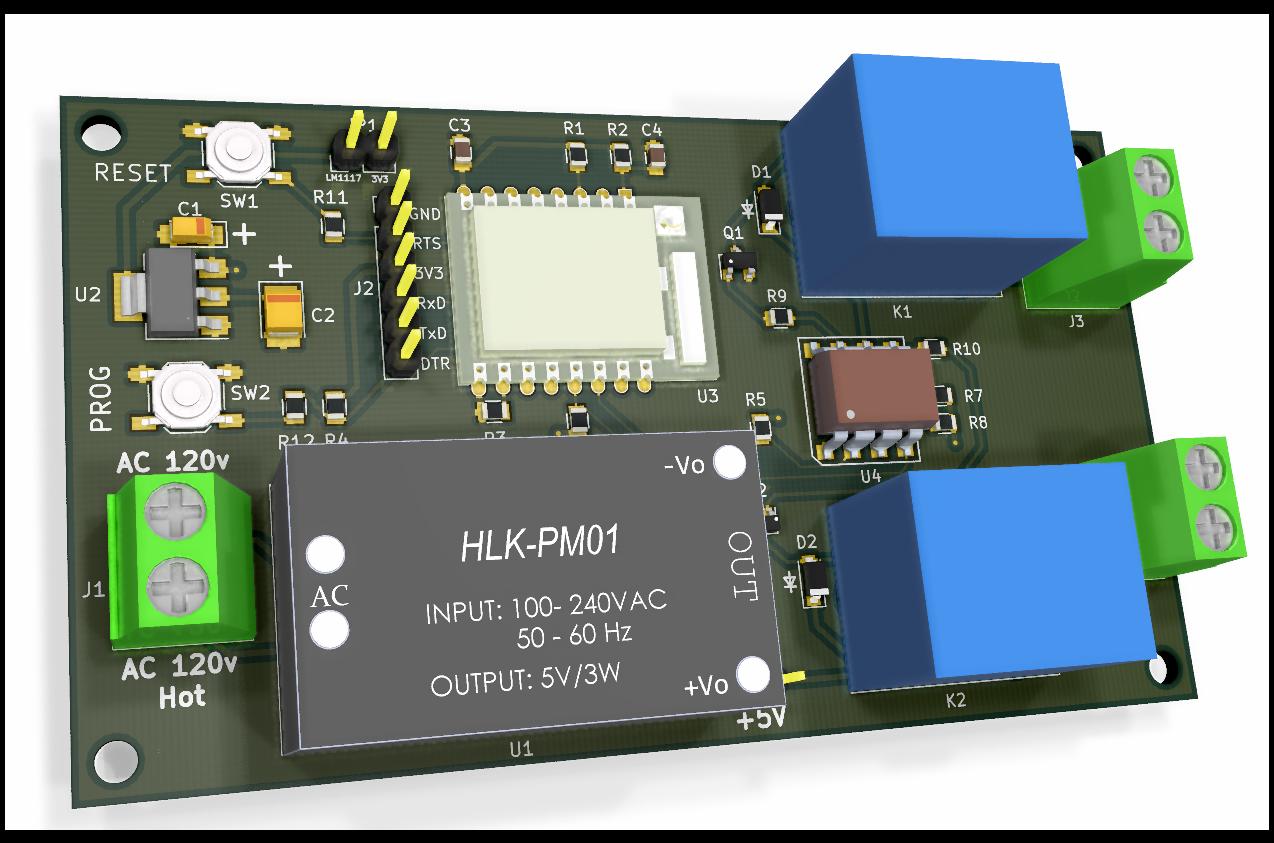 RESET
SW1
P1
LM1117 3V3
C3
R1
R2
C4
D1
C1
+
R11
GND
RTS
3V3
RxD
TxD
DTR
J2
Q1
U2
+
C2
R9
K1
J3
PROG
SW2
U3
R10
R7
R8
R5
R12 R4
U4
AC 120v
J1
AC 120v
Hot
-Vo
HLK-PM01
AC
OUT
INPUT: 100- 240VAC
50 - 60 Hz
OUTPUT: 5V/3W
+Vo
+5V
U1
D2
K2